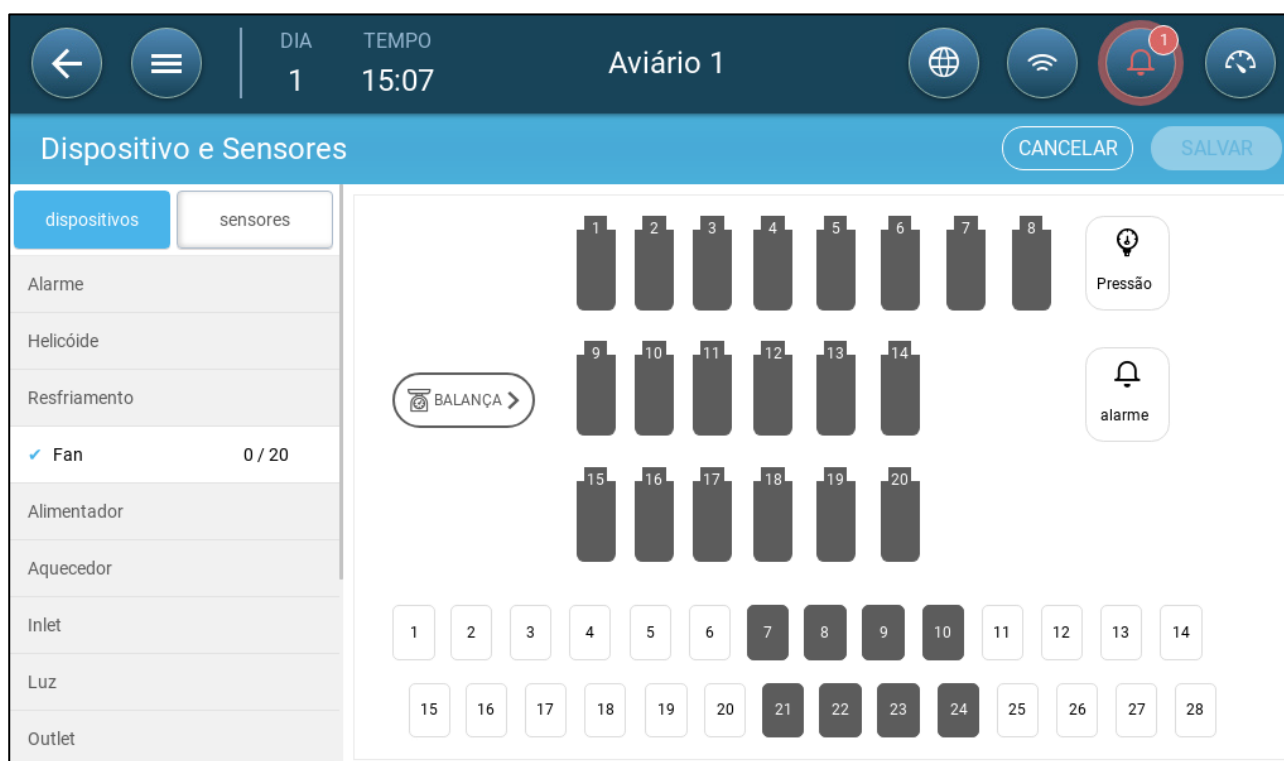 DIA TEMPO
1 15:07 Aviário 1 1
Dispositivo e Sensores CANCELAR SALVAR
dispositivos sensores
Alarme
Helicóide
Resfriamento
✔ Fan 0 / 20
Alimentador
Aquecedor
Inlet
Luz
Outlet
1 2 3 4 5 6 7 8
Pressão
9 10 11 12 13 14
BALANÇA
alarme
15 16 17 18 19 20
1 2 3 4 5 6 7 8 9 10 11 12 13 14
15 16 17 18 19 20 21 22 23 24 25 26 27 28